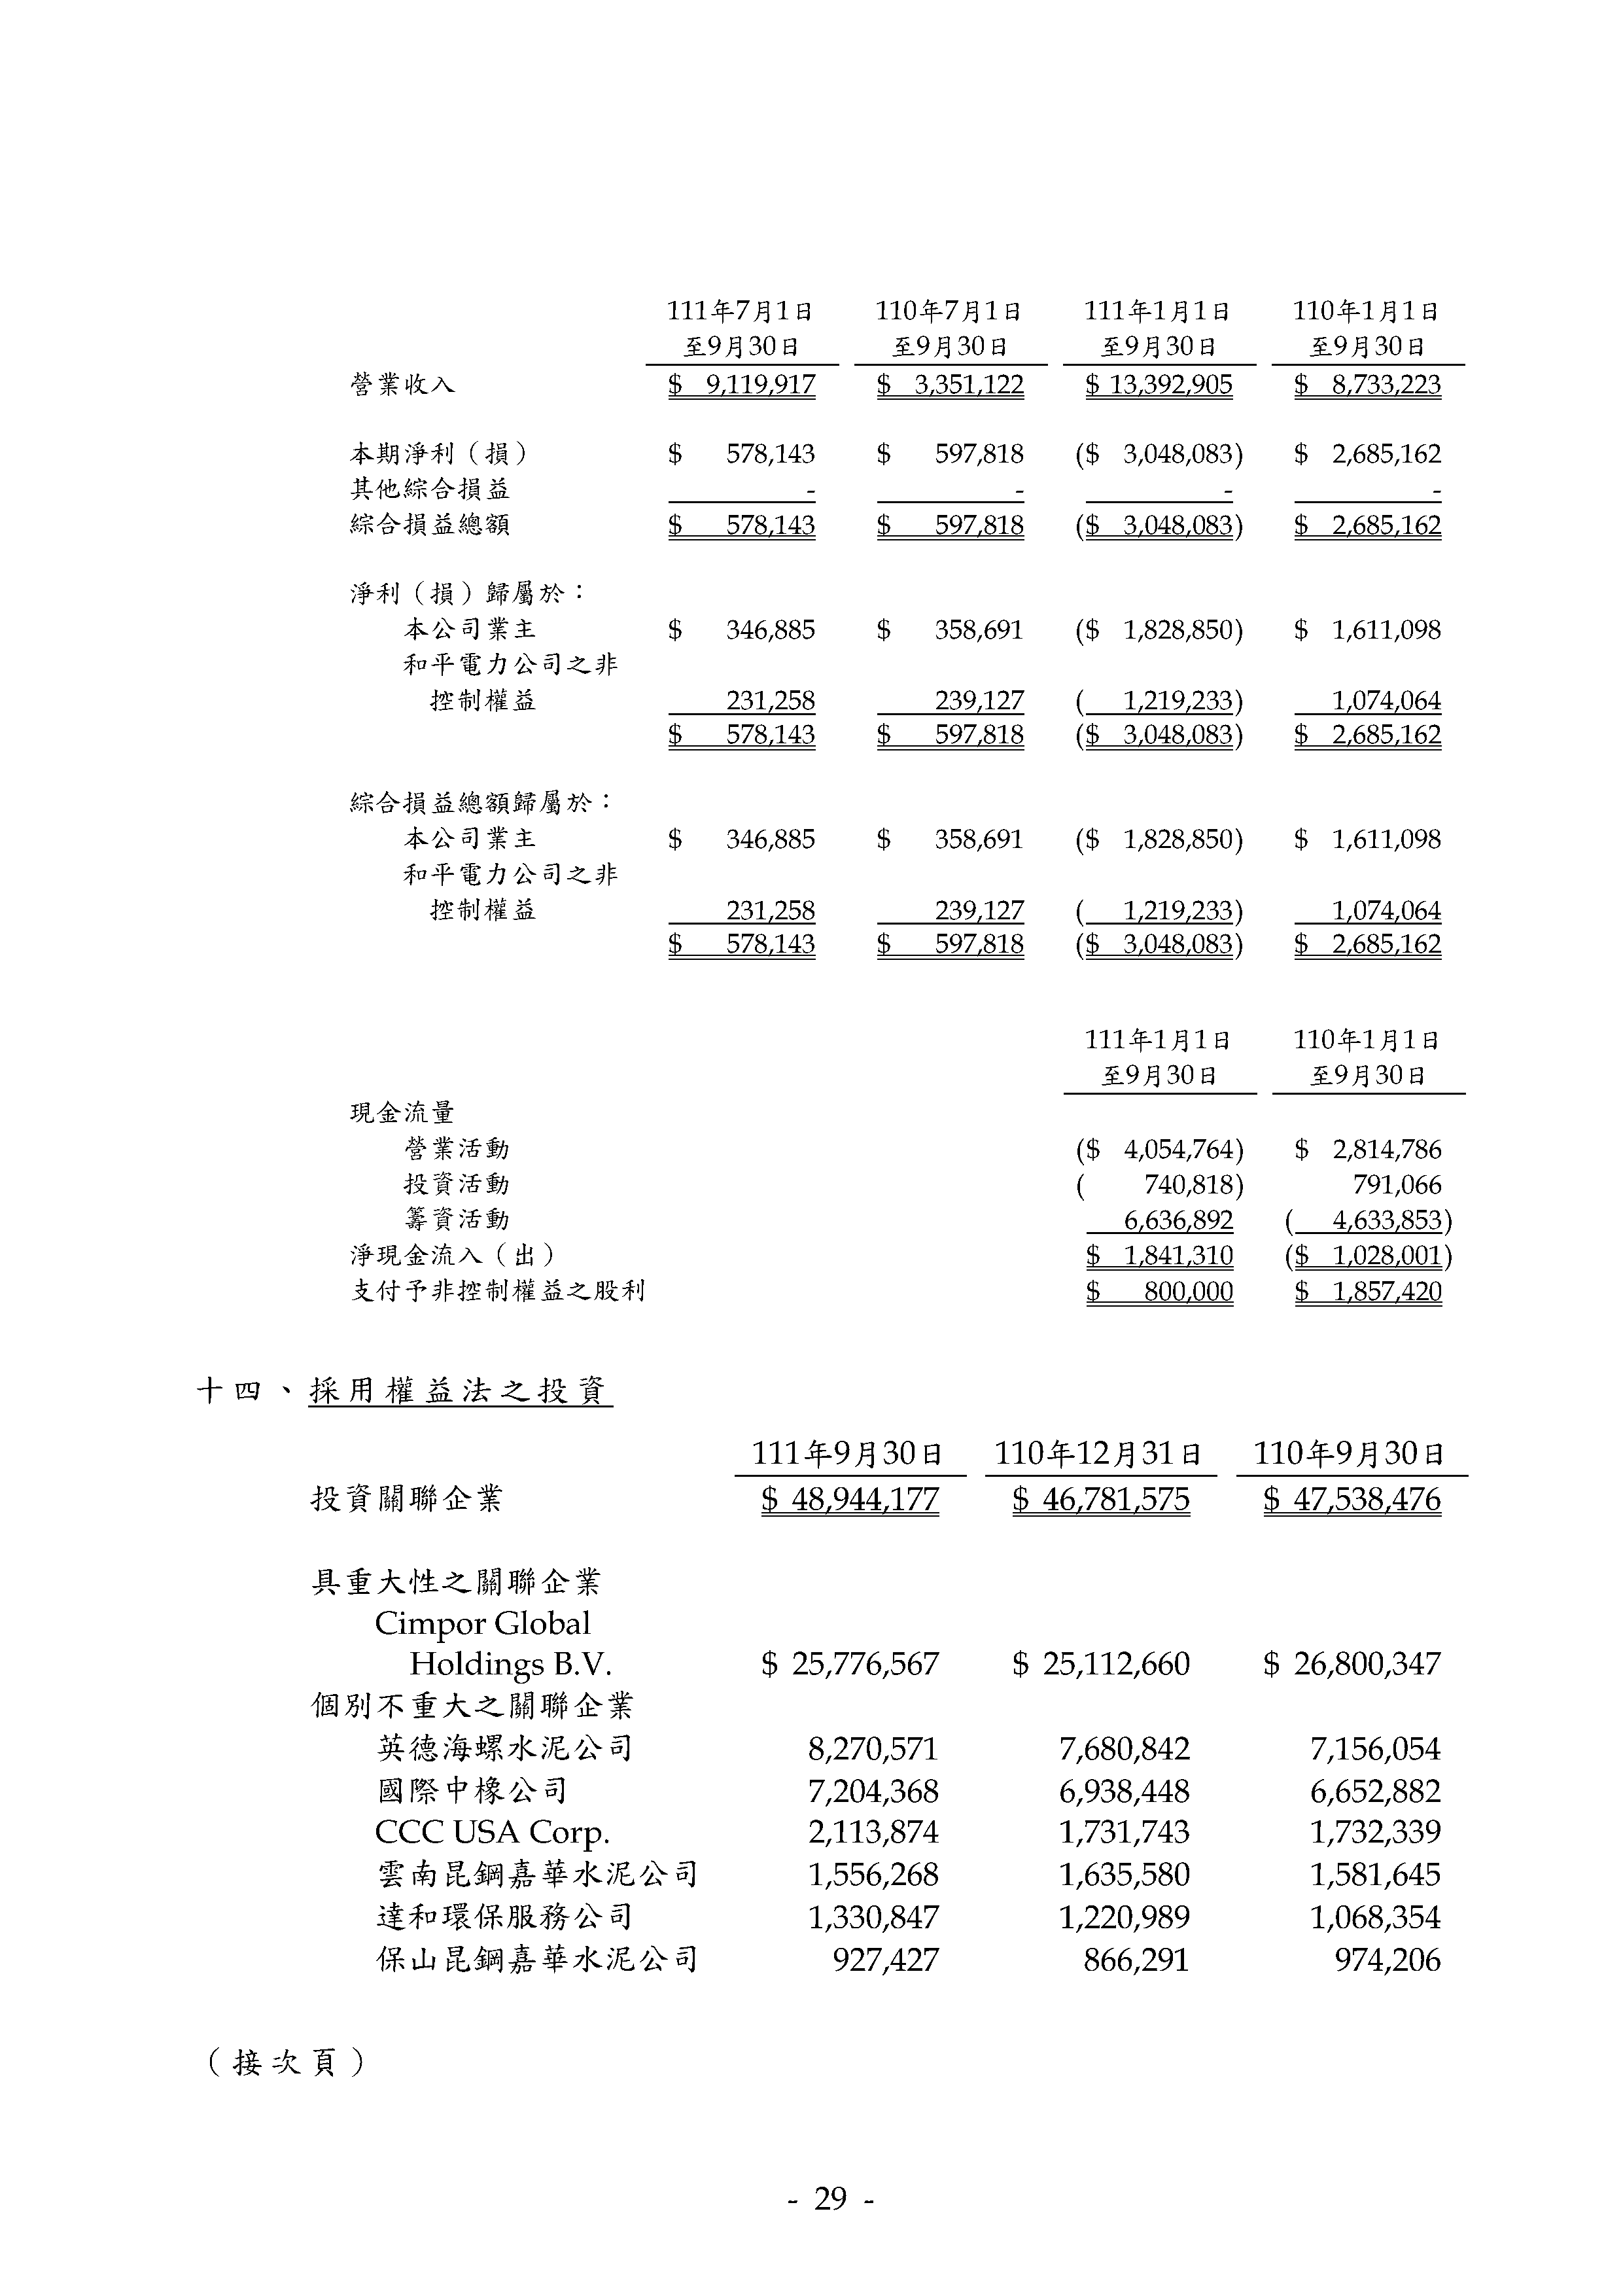 111年7月1日 110年7月1日 111年1月1日 110年1月1日
至9月30日 至9月30日 至9月30日 至9月30日
營業收入 $ 9,119,917 $ 3,351,122 $ 13,392,905 $ 8,733,223
本期淨利（損） $ 578,143 $ 597,818 ($ 3,048,083) $ 2,685,162
其他綜合損益 - - - -
綜合損益總額 $ 578,143 $ 597,818 ($ 3,048,083) $ 2,685,162
淨利（損）歸屬於：
本公司業主 $ 346,885 $ 358,691 ($ 1,828,850) $ 1,611,098
和平電力公司之非
控制權益 231,258 239,127 ( 1,219,233) 1,074,064
$ 578,143 $ 597,818 ($ 3,048,083) $ 2,685,162
綜合損益總額歸屬於：
本公司業主 $ 346,885 $ 358,691 ($ 1,828,850) $ 1,611,098
和平電力公司之非
控制權益 231,258 239,127 ( 1,219,233) 1,074,064
$ 578,143 $ 597,818 ($ 3,048,083) $ 2,685,162
111年1月1日 110年1月1日
至9月30日 至9月30日
現金流量
營業活動 ($ 4,054,764) $ 2,814,786
投資活動 ( 740,818) 791,066
籌資活動 6,636,892 ( 4,633,853)
淨現金流入（出） $ 1,841,310 ($ 1,028,001)
支付予非控制權益之股利 $ 800,000 $ 1,857,420
十四、採用權益法之投資
111年9月30日 110年12月31日 110年9月30日
投資關聯企業 $ 48,944,177 $ 46,781,575 $ 47,538,476
具重大性之關聯企業
Cimpor Global
Holdings B.V. $ 25,776,567 $ 25,112,660 $ 26,800,347
個別不重大之關聯企業
英德海螺水泥公司 8,270,571 7,680,842 7,156,054
國際中橡公司 7,204,368 6,938,448 6,652,882
CCC USA Corp. 2,113,874 1,731,743 1,732,339
雲南昆鋼嘉華水泥公司 1,556,268 1,635,580 1,581,645
達和環保服務公司 1,330,847 1,220,989 1,068,354
保山昆鋼嘉華水泥公司 927,427 866,291 974,206
（接次頁）
- 29 -